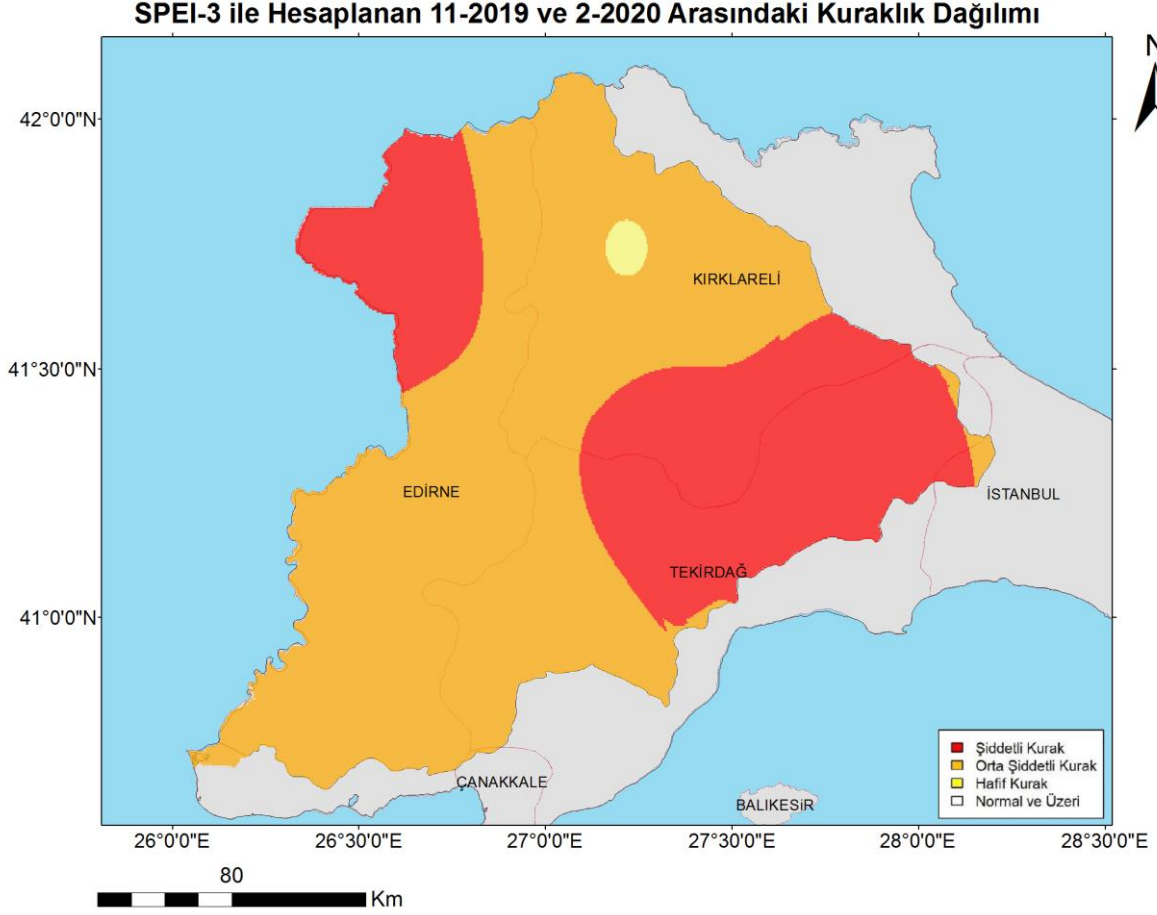 SPEI-3 ile Hesaplanan 11-2019 ve 2-2020 Arasındaki Kuraklık Dağılımı
N
42°0'0"N
KIRKLARELİ
41°30'0"N
EDİRNE
İSTANBUL
TEKİRDAĞ
41°0'0"N
Şiddetli Kurak
Orta Şiddetli Kurak
Hafif Kurak
Normal ve Üzeri
ÇANAKKALE
BALIKESİR
26°0'0"E 26°30'0"E 27°0'0"E 27°30'0"E 28°0'0"E 28°30'0"E
80
Km